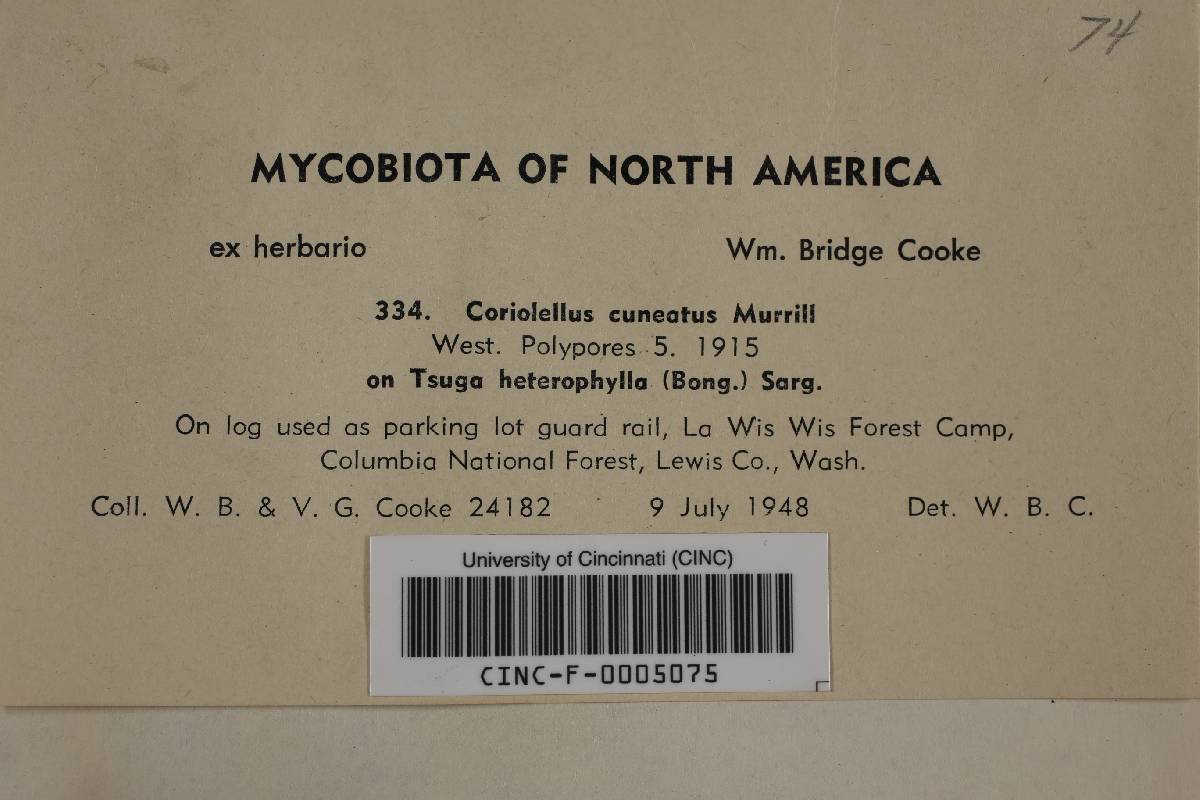 74
MYCOBIOTA OF NORTH AMERICA
ex herbario Wm. Bridge Cooke
334. Coriolellus cuneatus Murrill
West. Polypores 5. 1915
on Tsuga heterophylla (Bong.) Sarg.
On log used as parking lot guard rail, La Wis Wis Forest Camp,
Columbia National Forest, Lewis Co., Wash.
Coll. W. B. & V. G. Cooke 24182 9 July 1948 Det. W. B. C.
University of Cincinnati (CINC)
CINC-F-0005075